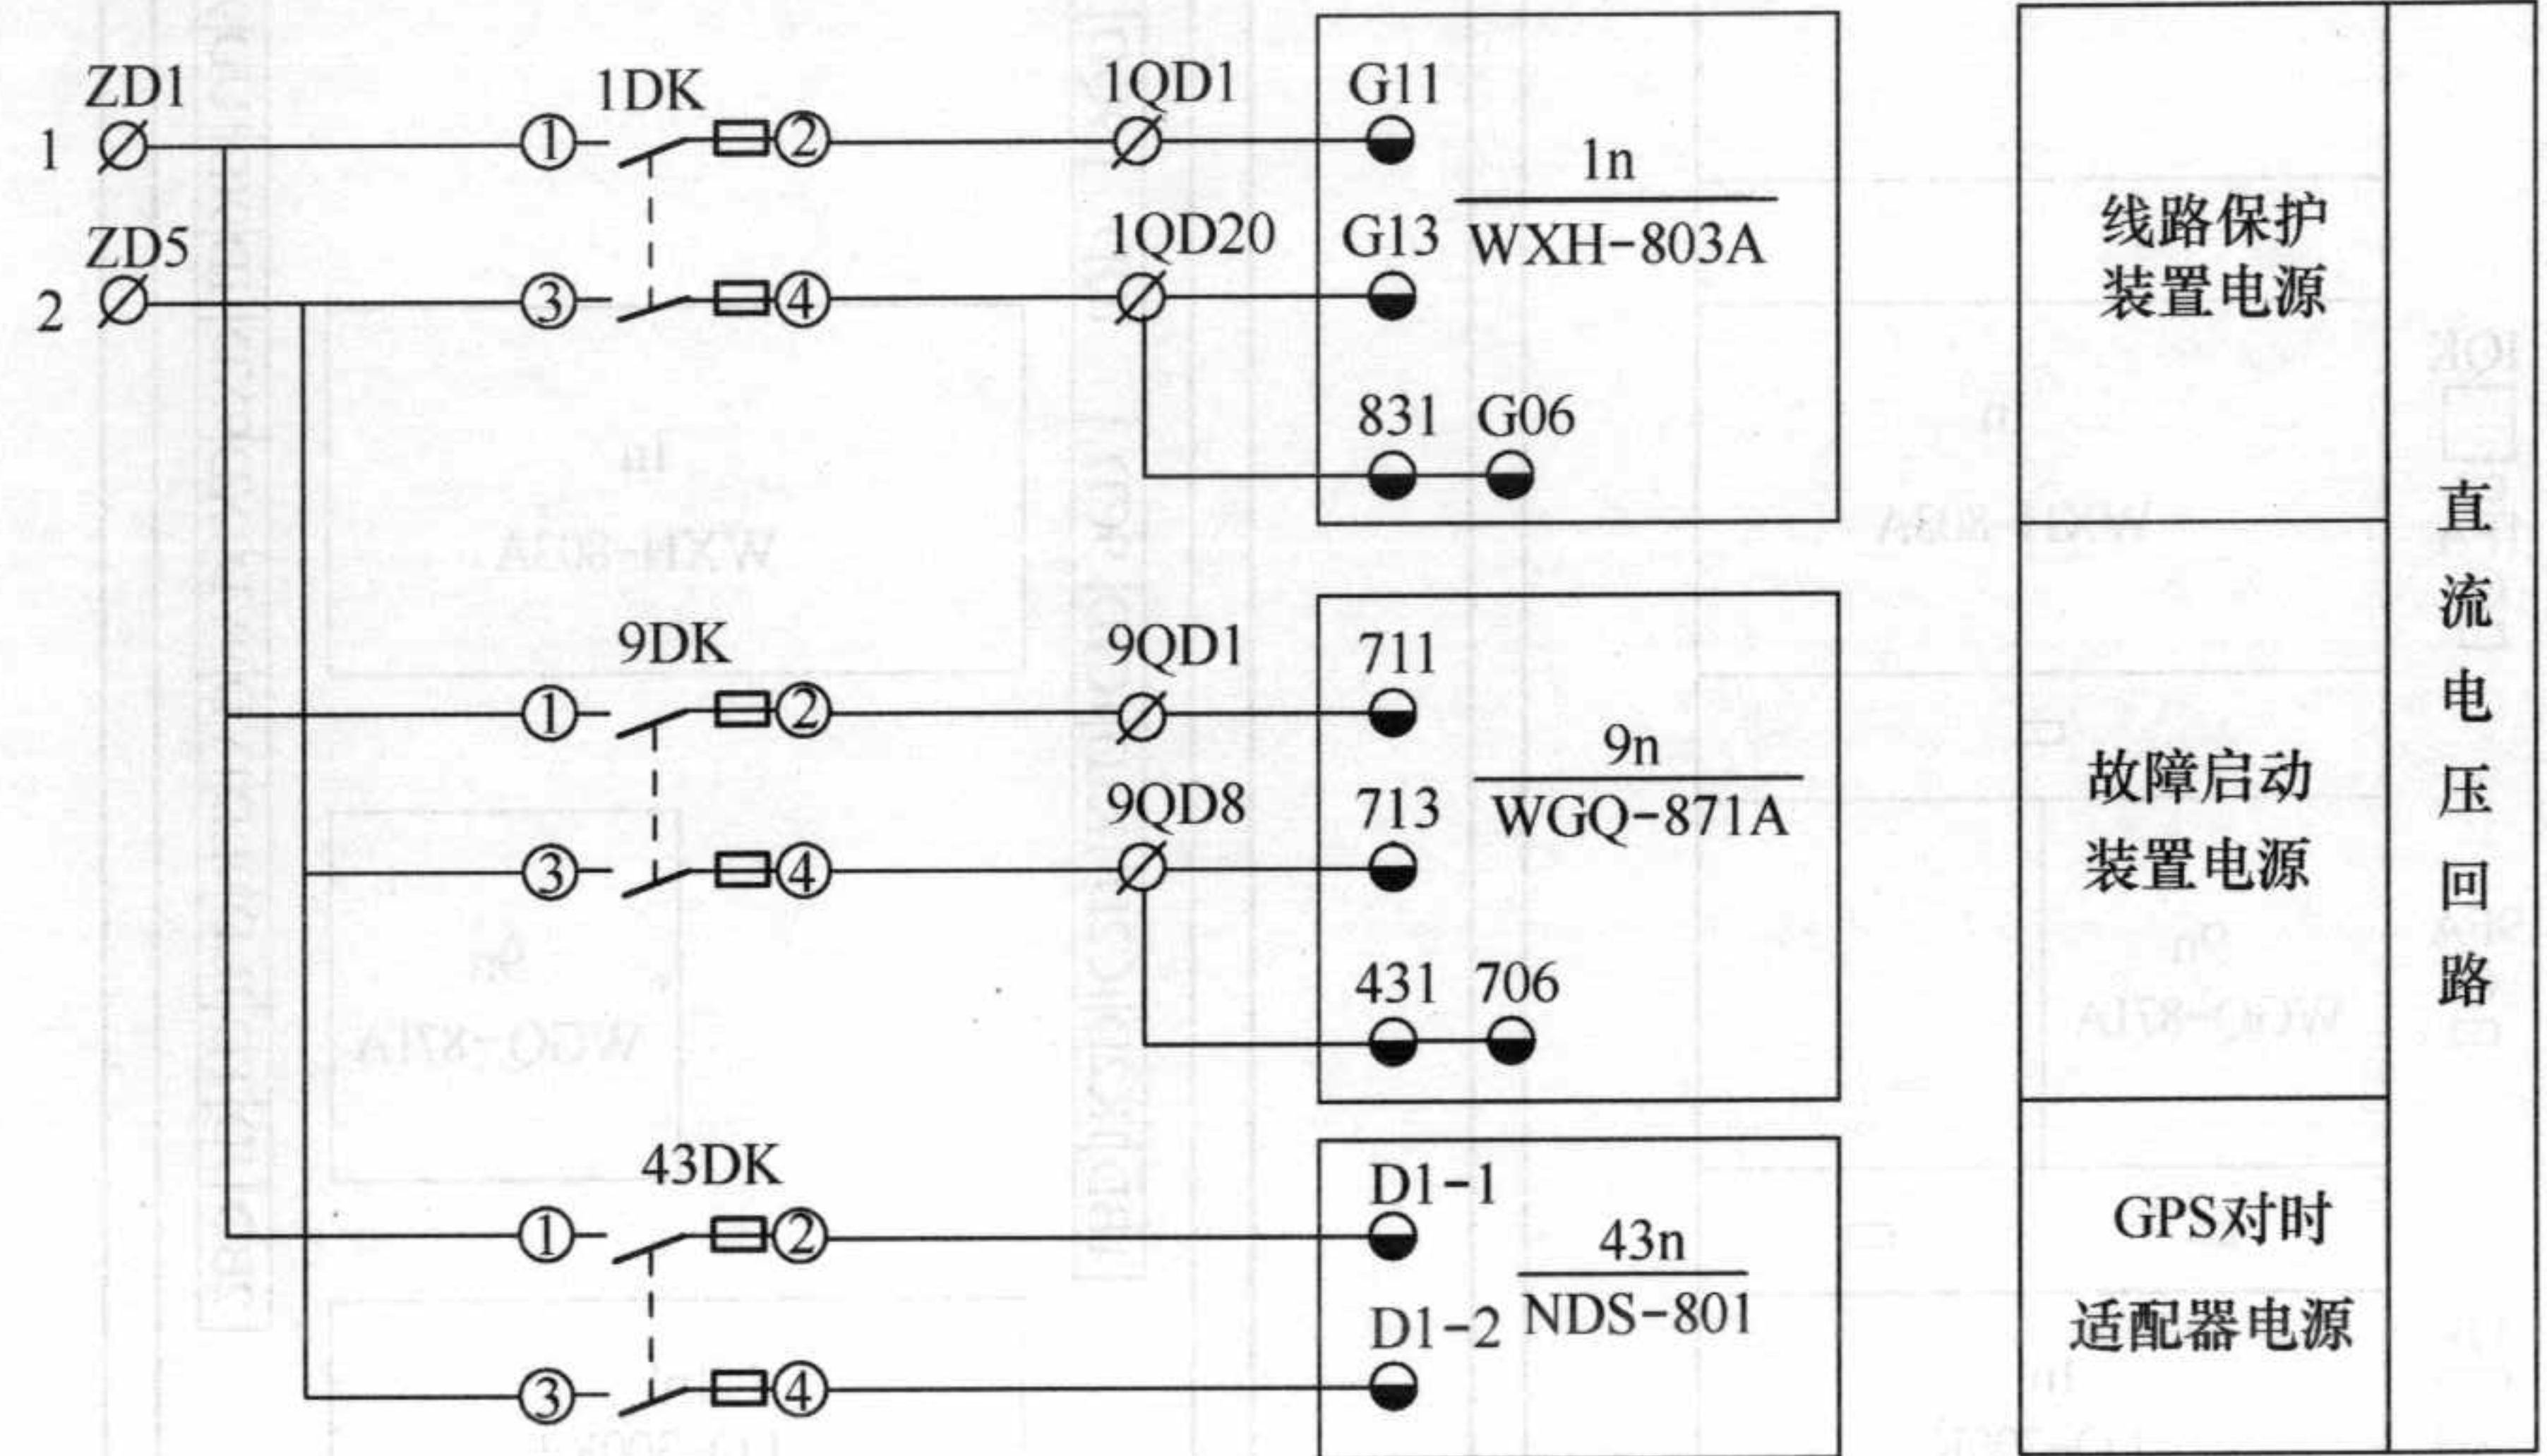 ZD1
1
ZD5
2
1DK
① ②
③ ④
1QD1
1QD20
G11
G13
831 G06
1n
WXH-803A
线路保护
装置电源
9DK
① ②
③ ④
9QD1
9QD8
711
713
431 706
9n
WGQ-871A
故障启动
装置电源
43DK
① ②
③ ④
D1-1
D1-2
43n
NDS-801
GPS对时
适配器电源
直流电压回路